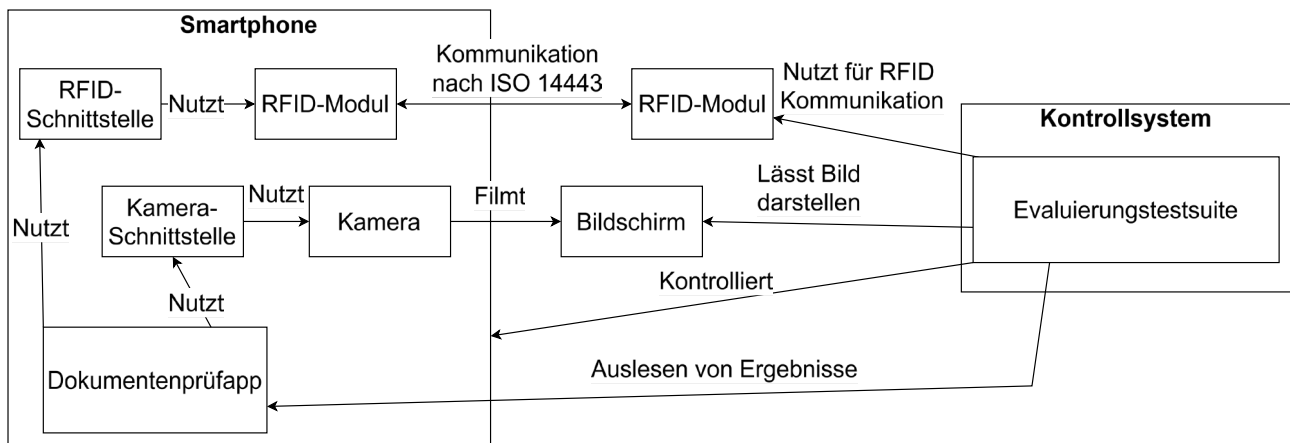 Smartphone
Kommunikation
nach ISO 14443
Nutzt für RFID
Kommunikation
RFID-
Schnittstelle
Nutzt
RFID-Modul
RFID-Modul
Kontrollsystem
Lässt Bild
darstellen
Kamera-
Schnittstelle
Nutzt
Kamera
Filmt
Bildschirm
Evaluierungstestsuite
Nutzt
Nutzt
Kontrolliert
Dokumentenprüfapp
Auslesen von Ergebnisse